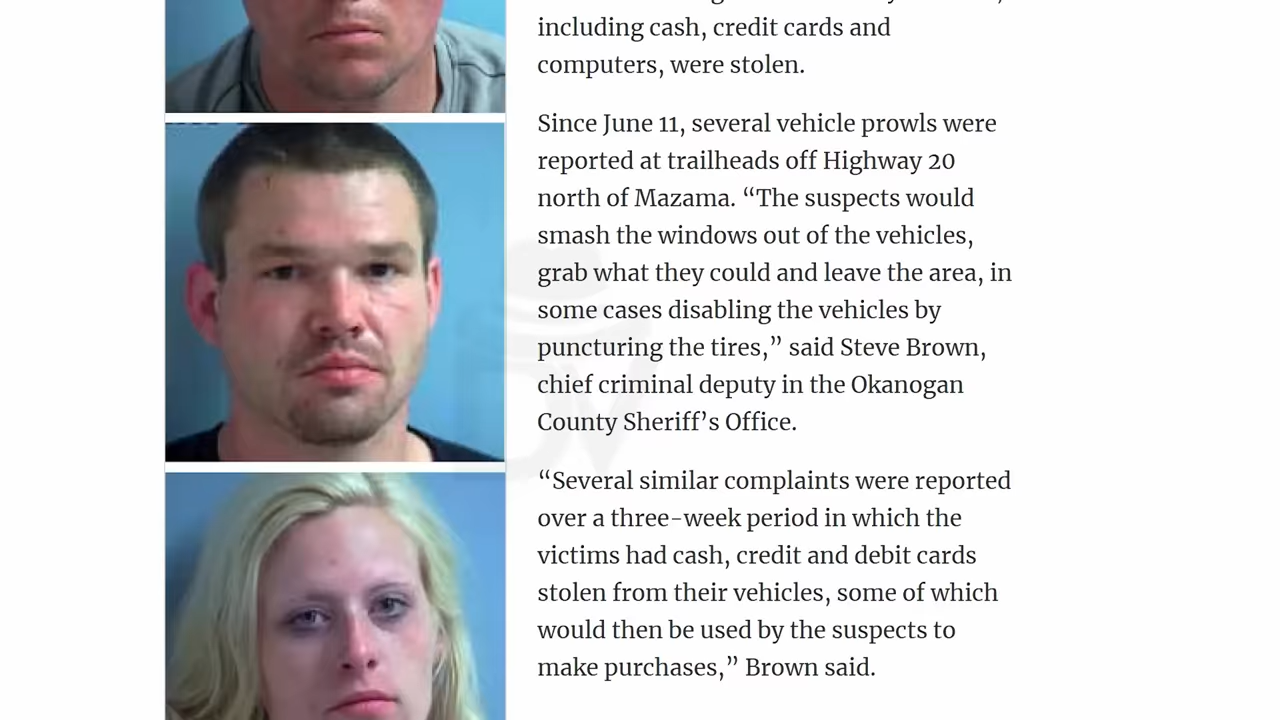 including cash, credit cards and
computers, were stolen.
Since June 11, several vehicle prowls were
reported at trailheads off Highway 20
north of Mazama. “The suspects would
smash the windows out of the vehicles,
grab what they could and leave the area, in
some cases disabling the vehicles by
puncturing the tires,” said Steve Brown,
chief criminal deputy in the Okanogan
County Sheriff’s Office.
“Several similar complaints were reported
over a three-week period in which the
victims had cash, credit and debit cards
stolen from their vehicles, some of which
would then be used by the suspects to
make purchases,” Brown said.